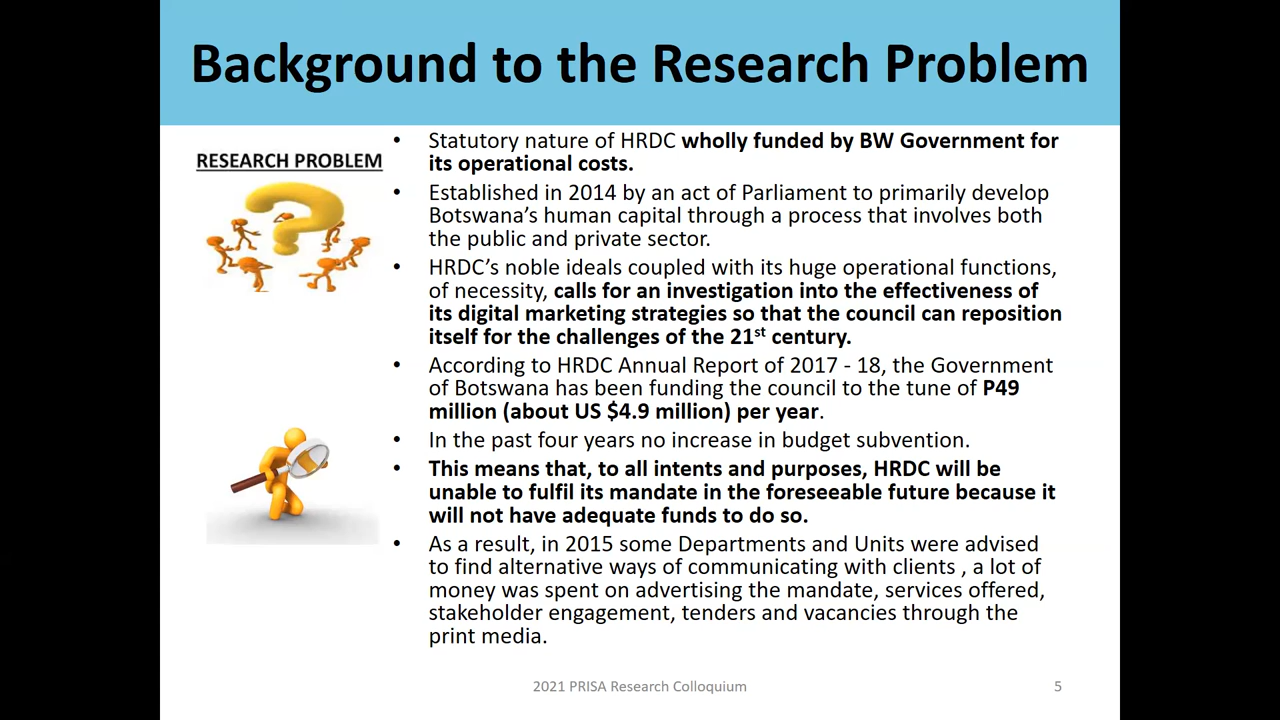 Background to the Research Problem
RESEARCH PROBLEM
• Statutory nature of HRDC wholly funded by BW Government for
its operational costs.
• Established in 2014 by an act of Parliament to primarily develop
Botswana’s human capital through a process that involves both
the public and private sector.
• HRDC’s noble ideals coupled with its huge operational functions,
of necessity, calls for an investigation into the effectiveness of
its digital marketing strategies so that the council can reposition
itself for the challenges of the 21st century.
• According to HRDC Annual Report of 2017 - 18, the Government
of Botswana has been funding the council to the tune of P49
million (about US $4.9 million) per year.
• In the past four years no increase in budget subvention.
• This means that, to all intents and purposes, HRDC will be
unable to fulfil its mandate in the foreseeable future because it
will not have adequate funds to do so.
• As a result, in 2015 some Departments and Units were advised
to find alternative ways of communicating with clients , a lot of
money was spent on advertising the mandate, services offered,
stakeholder engagement, tenders and vacancies through the
print media.
2021 PRISA Research Colloquium
5